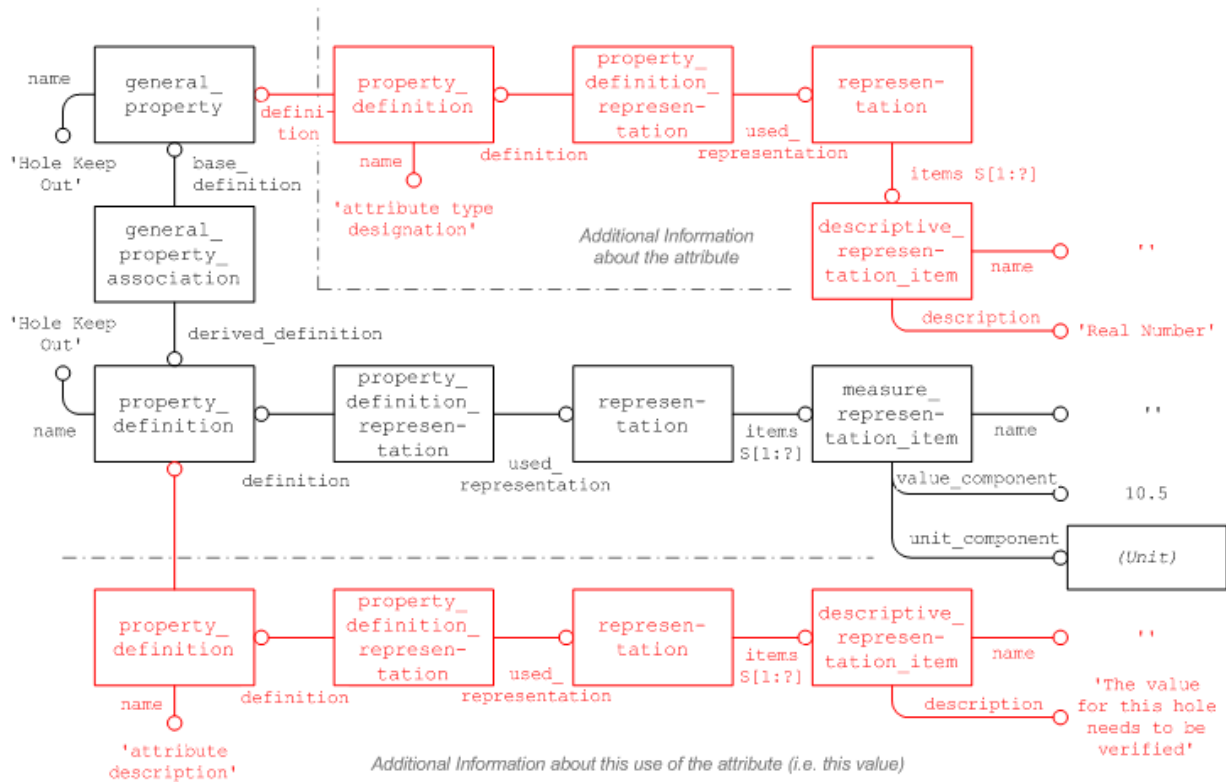 name
general_
property
'Hole Keep
Out'
defini-
tion
property_
definition
name
'attribute type
designation'
definition
property_
definition_
represen-
tation
used_
representation
represen-
tation
items S[1:?]
base_
definition
general_
property_
association
Additional Information
about the attribute
descriptive_
represen-
tation_item
name
''
description
'Real Number'
'Hole Keep
Out'
derived_definition
name
property_
definition
definition
property_
definition_
represen-
tation
used_
representation
represen-
tation
items
S[1:?]
measure_
represen-
tation_item
name
''
value_component
10.5
unit_component
(Unit)
property_
definition
name
'attribute
description'
definition
property_
definition_
represen-
tation
used_
representation
represen-
tation
items
S[1:?]
descriptive_
represen-
tation_item
name
''
description
'The value
for this hole
needs to be
verified'
Additional Information about this use of the attribute (i.e. this value)